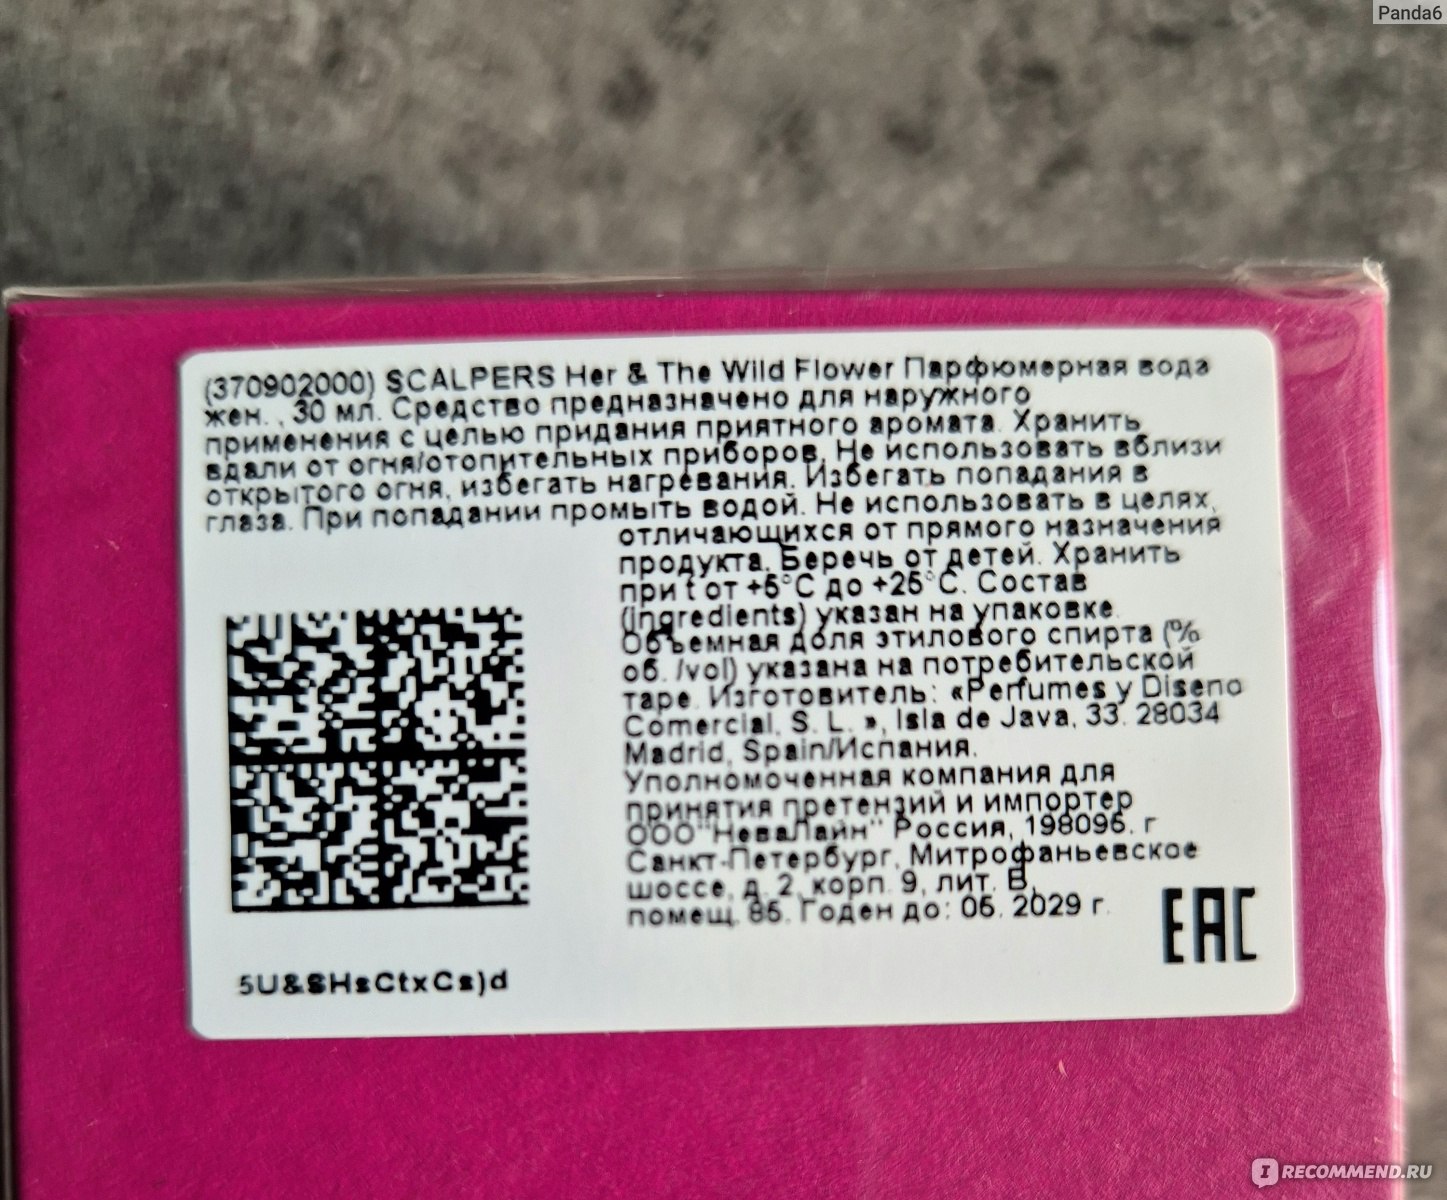 Panda6
(370902000) SCALPERS Her & The Wild Flower Парфюмерная вода
жен. , 30 мл. Средство предназначено для наружного
применения с целью придания приятного аромата. Хранить
вдали от огня/отопительных приборов. Не использовать вблизи
открытого огня, избегать нагревания. Избегать попадания в
глаза. При попадании промыть водой. Не использовать в целях,
отличающихся от прямого назначения
продукта. Беречь от детей. Хранить
при t от +5°C до +25°C. Состав
(ingredients) указан на упаковке.
Объемная доля этилового спирта (%
об. /vol) указана на потребительской
таре. Изготовитель: «Perfumes y Diseno
Comercial, S. L. », Isla de Java, 33. 28034
Madrid, Spain/Испания.
Уполномоченная компания для
принятия претензий и импортер
ООО"НеваЛайн" Россия, 198096. г
Санкт-Петербург, Митрофаньевское
шоссе, д. 2, корп. 9, лит. В,
помещ. 86. Годен до: 06. 2029 г.
EAC
5U&SHsCtxCs)d
IRECOMMEND.RU